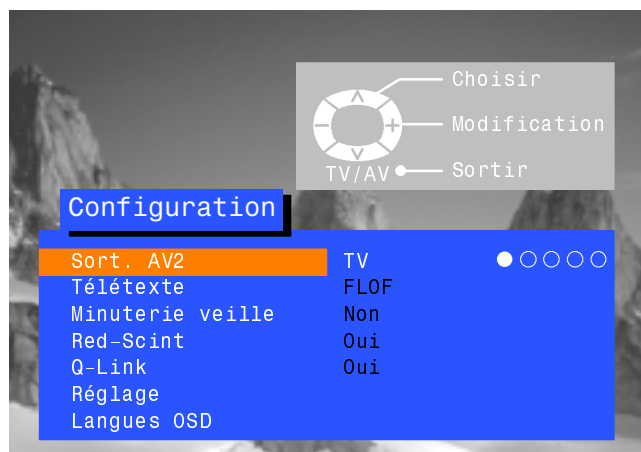 Choisir
Modification
TV/AV Sortir
Configuration
Sort. AV2 TV
Télétexte FLOF
Minuterie veille Non
Red-Scint Oui
Q-Link Oui
Réglage
Langues OSD